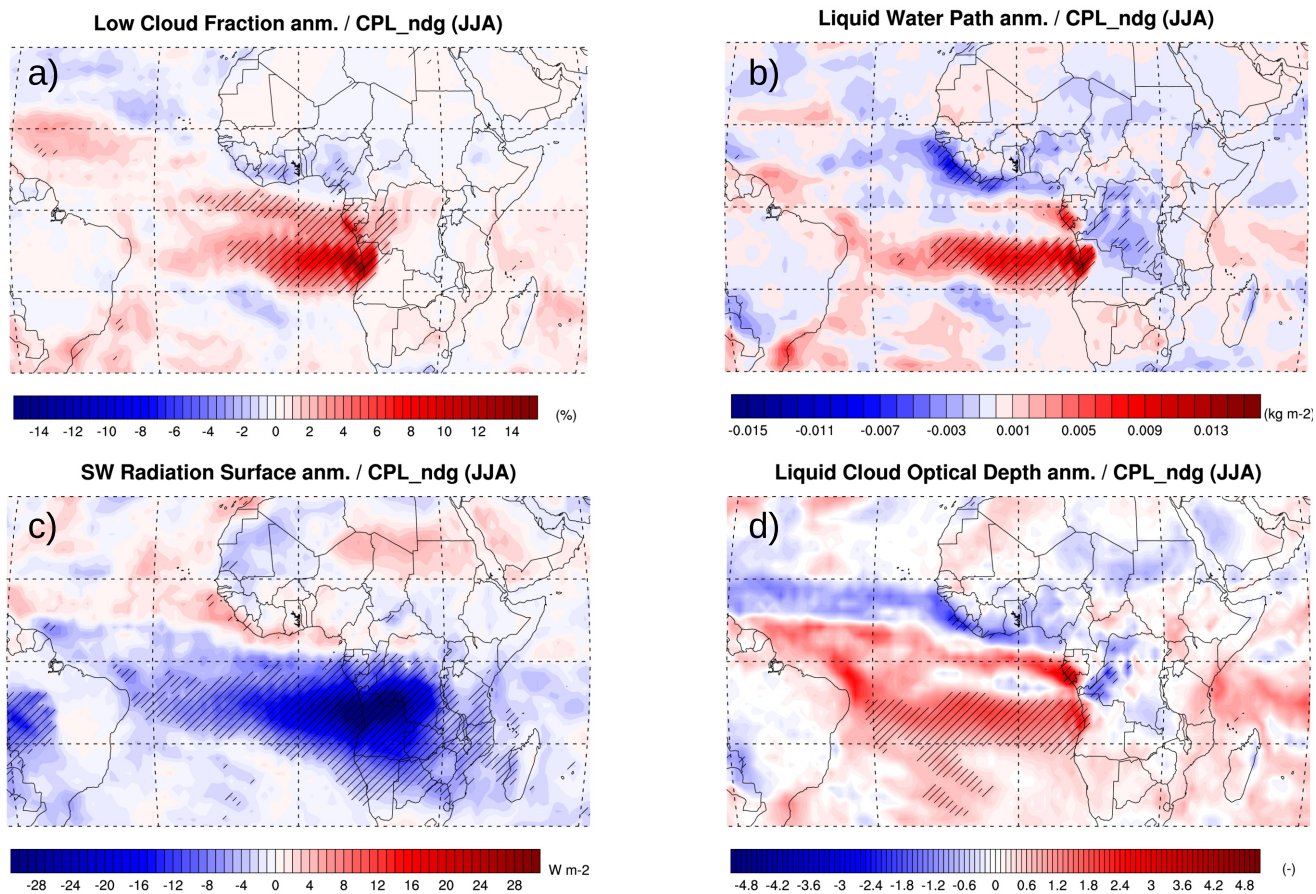 Low Cloud Fraction anm. / CPL_ndg (JJA)
a)
-14 -12 -10 -8 -6 -4 -2 0 2 4 6 8 10 12 14 (%)
Liquid Water Path anm. / CPL_ndg (JJA)
b)
-0.015 -0.011 -0.007 -0.003 0.001 0.005 0.009 0.013 (kg m-2)
SW Radiation Surface anm. / CPL_ndg (JJA)
c)
-28 -24 -20 -16 -12 -8 -4 0 4 8 12 16 20 24 28 W m-2
Liquid Cloud Optical Depth anm. / CPL_ndg (JJA)
d)
-4.8 -4.2 -3.6 -3 -2.4 -1.8 -1.2 -0.6 0 0.6 1.2 1.8 2.4 3 3.6 4.2 4.8 (-)